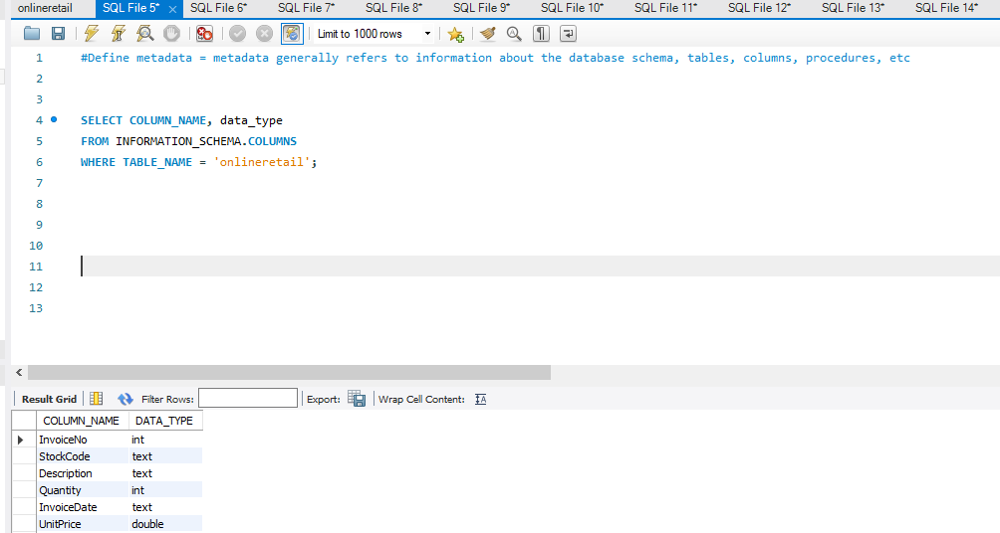 onlineretail SQL File 5* SQL File 6* SQL File 7* SQL File 8* SQL File 9* SQL File 10* SQL File 11* SQL File 12* SQL File 13* SQL File 14*
Limit to 1000 rows
1 #Define metadata = metadata generally refers to information about the database schema, tables, columns, procedures, etc
2
3
4 SELECT COLUMN_NAME, data_type
5 FROM INFORMATION_SCHEMA.COLUMNS
6 WHERE TABLE_NAME = 'onlineretail';
7
8
9
10
11
12
13
Result Grid Filter Rows: Export: Wrap Cell Content:
COLUMN_NAME DATA_TYPE
InvoiceNo int
StockCode text
Description text
Quantity int
InvoiceDate text
UnitPrice double